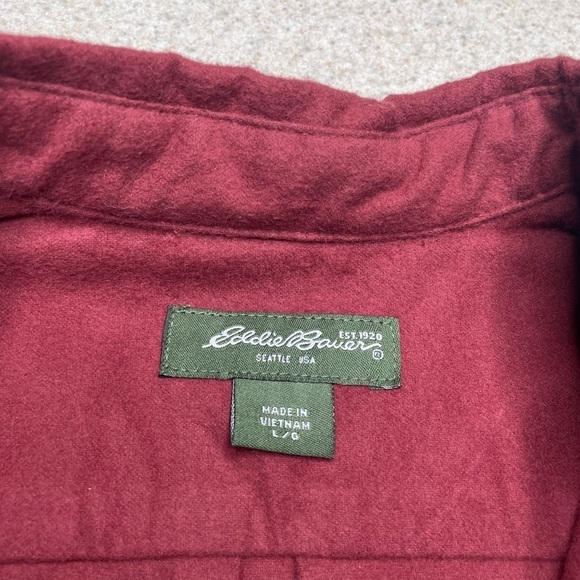 EST.1920
Eddie Bauer ®
SEATTLE USA
MADE IN
VIETNAM
L/G